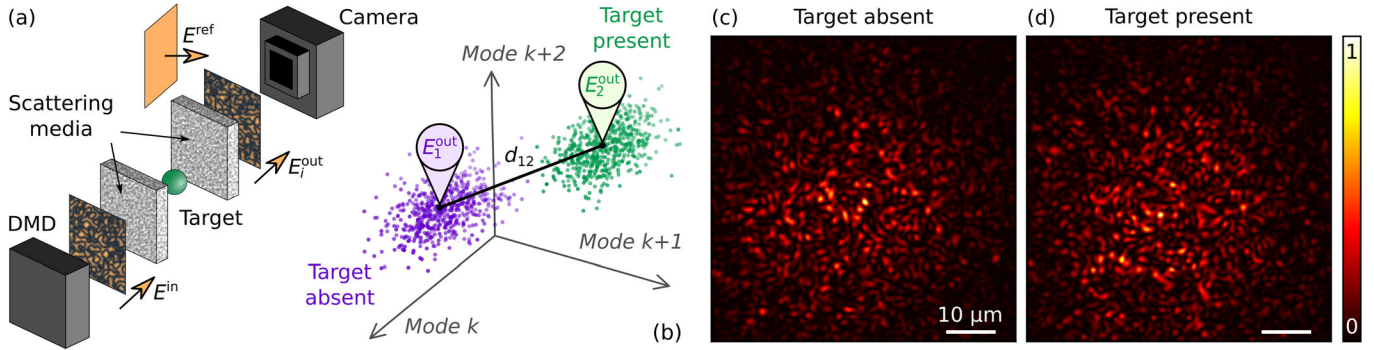 (a)
E^ref
Camera
Scattering
media
E_i^out
Target
DMD
E^in
Target
present
Mode k+2
E_2^out
E_1^out
d_12
Mode k+1
Target
absent
Mode k
(b)
(c)
Target absent
10 μm
(d)
Target present
1
0